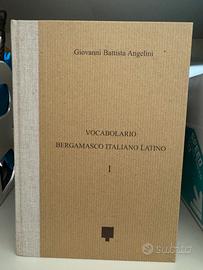 Giovanni Battista Angelini
VOCABOLARIO
BERGAMASCO ITALIANO LATINO
I
subito